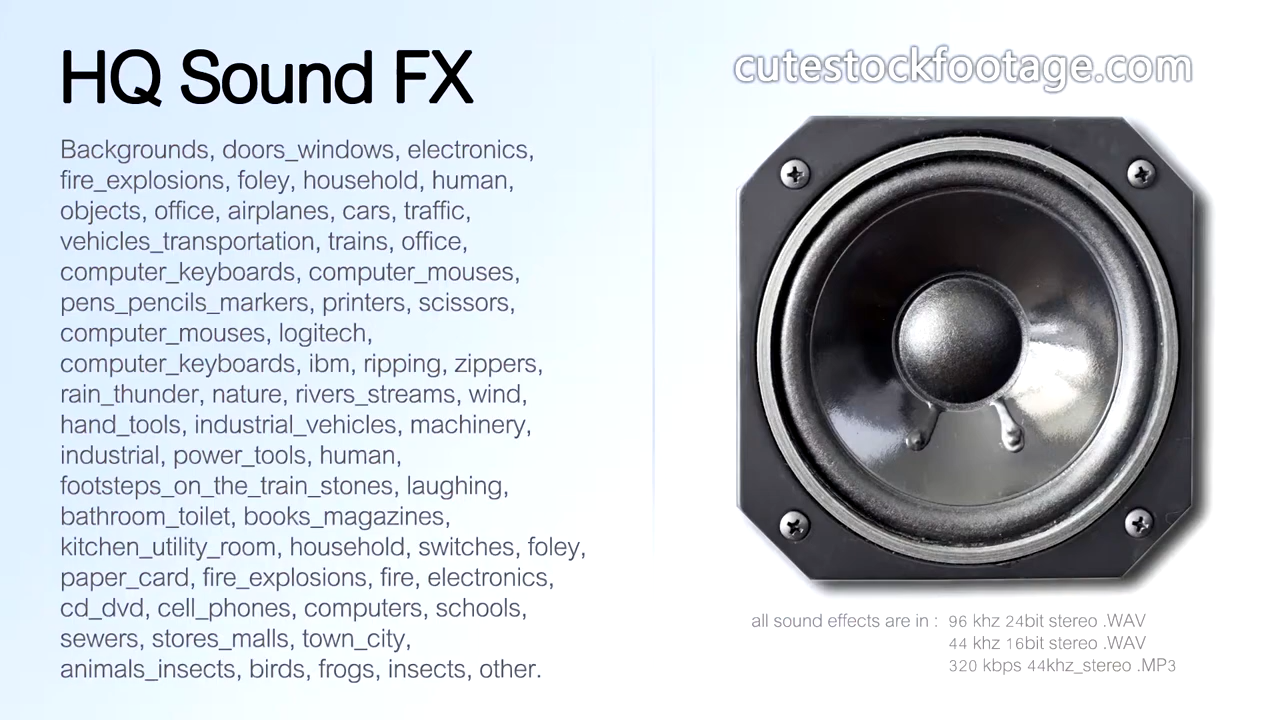 HQ Sound FX
Backgrounds, doors_windows, electronics,
fire_explosions, foley, household, human,
objects, office, airplanes, cars, traffic,
vehicles_transportation, trains, office,
computer_keyboards, computer_mouses,
pens_pencils_markers, printers, scissors,
computer_mouses, logitech,
computer_keyboards, ibm, ripping, zippers,
rain_thunder, nature, rivers_streams, wind,
hand_tools, industrial_vehicles, machinery,
industrial, power_tools, human,
footsteps_on_the_train_stones, laughing,
bathroom_toilet, books_magazines,
kitchen_utility_room, household, switches, foley,
paper_card, fire_explosions, fire, electronics,
cd_dvd, cell_phones, computers, schools,
sewers, stores_malls, town_city,
animals_insects, birds, frogs, insects, other.
cutestockfootage.com
all sound effects are in : 96 khz 24bit stereo .WAV
44 khz 16bit stereo .WAV
320 kbps 44khz_stereo .MP3